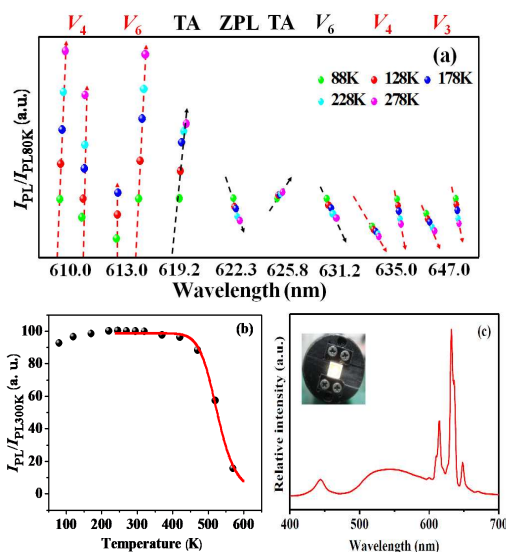 V4 V6 TA ZPL TA V6 V4 V3
(a)
88K 128K 178K
228K 278K
IPL/IPL80K (a.u.)
610.0 613.0 619.2 622.3 625.8 631.2 635.0 647.0
Wavelength (nm)
(b)
IPL/IPL300K (a. u.)
100
80
60
40
20
0
0 100 200 300 400 500 600 700
Temperature (K)
(c)
Relative intensity (a.u.)
400 500 600 700
Wavelength (nm)